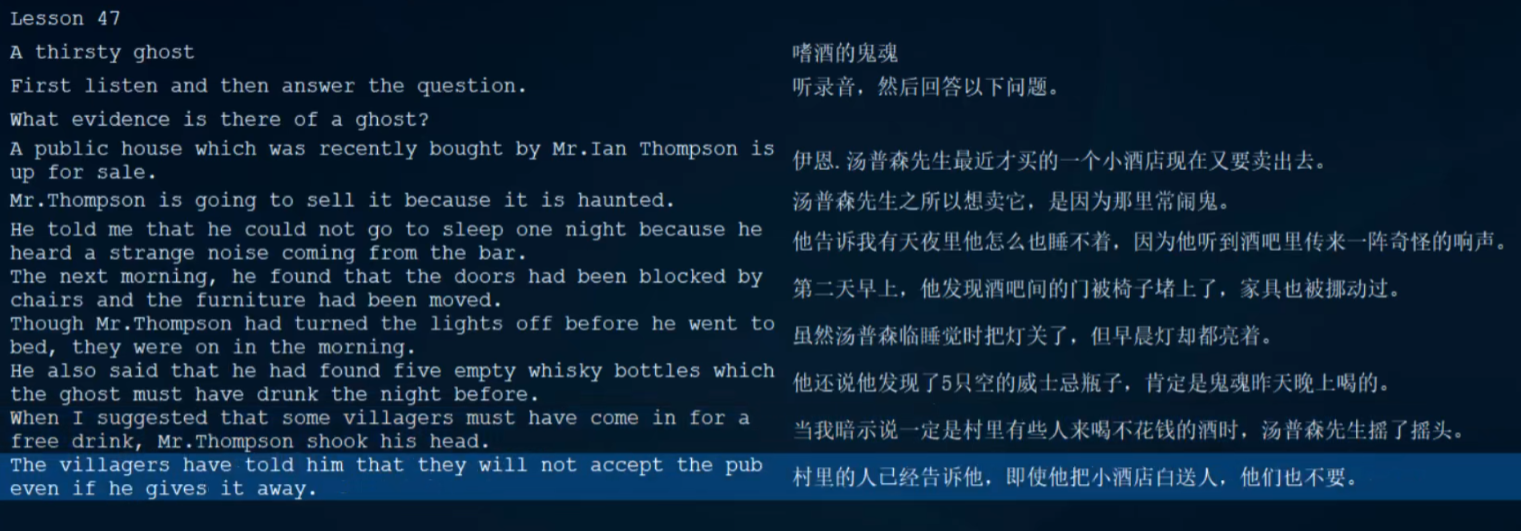 Lesson 47
A thirsty ghost
嗜酒的鬼魂
First listen and then answer the question.
听录音，然后回答以下问题。
What evidence is there of a ghost?
A public house which was recently bought by Mr.Ian Thompson is
up for sale.
伊恩.汤普森先生最近才买的一个小酒店现在又要卖出去。
Mr.Thompson is going to sell it because it is haunted.
汤普森先生之所以想卖它，是因为那里常闹鬼。
He told me that he could not go to sleep one night because he
heard a strange noise coming from the bar.
他告诉我有天夜里他怎么也睡不着，因为他听到酒吧里传来一阵奇怪的响声。
The next morning, he found that the doors had been blocked by
chairs and the furniture had been moved.
第二天早上，他发现酒吧间的门被椅子堵上了，家具也被挪动过。
Though Mr.Thompson had turned the lights off before he went to
bed, they were on in the morning.
虽然汤普森临睡觉时把灯关了，但早晨灯却都亮着。
He also said that he had found five empty whisky bottles which
the ghost must have drunk the night before.
他还说他发现了5只空的威士忌瓶子，肯定是鬼魂昨天晚上喝的。
When I suggested that some villagers must have come in for a
free drink, Mr.Thompson shook his head.
当我暗示说一定是村里有些人来喝不花钱的酒时，汤普森先生摇了摇头。
The villagers have told him that they will not accept the pub
even if he gives it away.
村里的人已经告诉他，即使他把小酒店白送人，他们也不要。